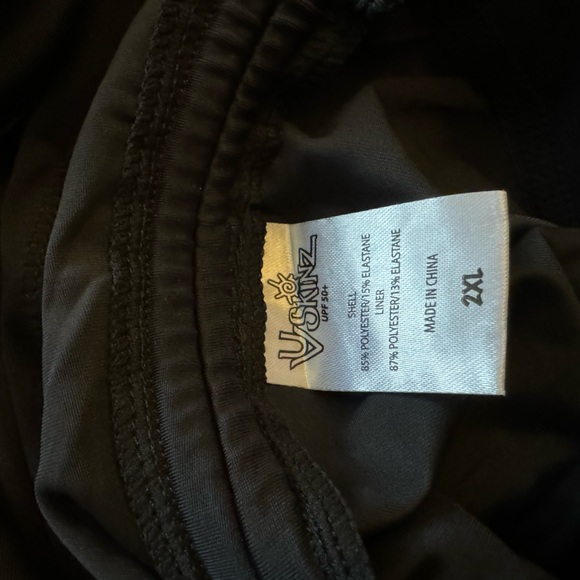 UV SKINZ
UPF 50+
SHELL
85% POLYESTER/15% ELASTANE
LINER
87% POLYESTER/13% ELASTANE
MADE IN CHINA
2XL